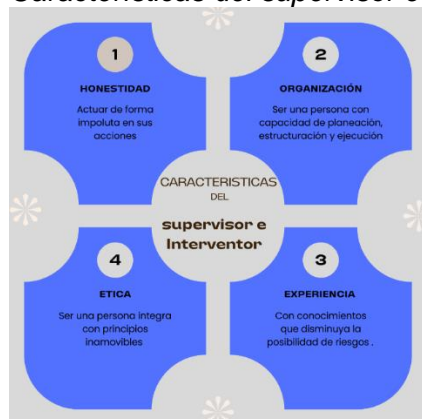 Características del supervisor e
1
HONESTIDAD
Actuar de forma
impoluta en sus
acciones
2
ORGANIZACIÓN
Ser una persona con
capacidad de planeación,
estructuración y ejecución
CARACTERISTICAS
DEL
supervisor e
Interventor
4
ETICA
Ser una persona integra
con principios
inamovibles
3
EXPERIENCIA
Con conocimientos
que disminuya la
posibilidad de riesgos .